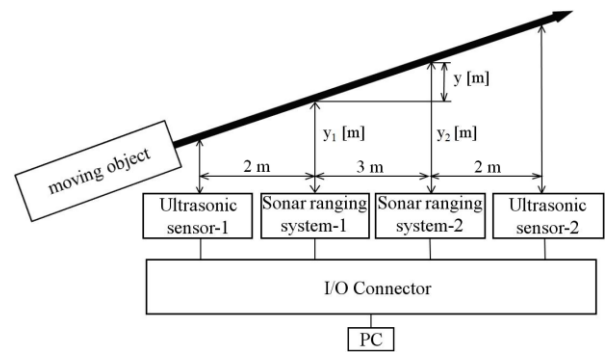 moving object
y [m]
y₁ [m]
y₂ [m]
2 m
3 m
2 m
Ultrasonic
sensor-1
Sonar ranging
system-1
Sonar ranging
system-2
Ultrasonic
sensor-2
I/O Connector
PC